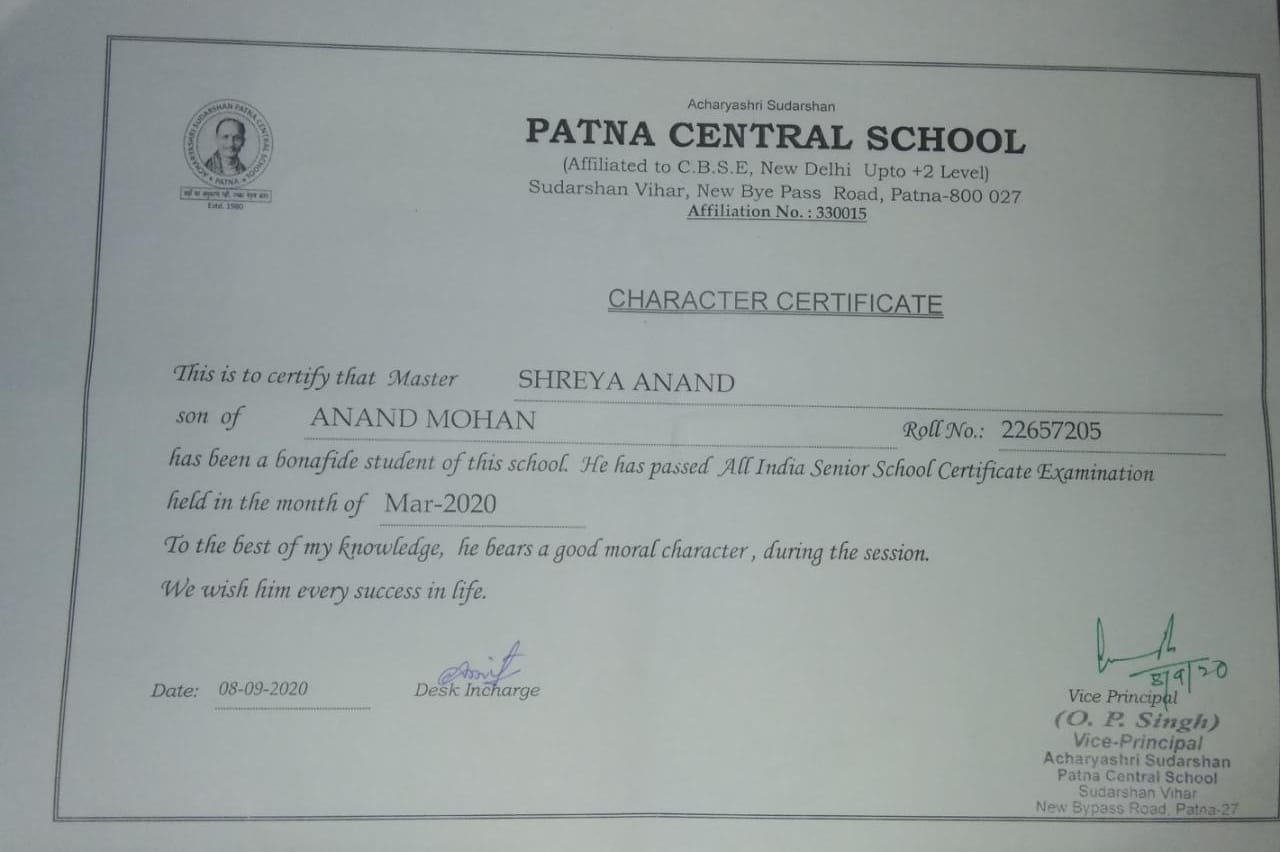 ACHARYASHRI SUDARSHAN PATNA CENTRAL SCHOOL
PATNA
Estd. 1980
Acharyashri Sudarshan
PATNA CENTRAL SCHOOL
(Affiliated to C.B.S.E, New Delhi Upto +2 Level)
Sudarshan Vihar, New Bye Pass Road, Patna-800 027
Affiliation No. : 330015
CHARACTER CERTIFICATE
This is to certify that Master SHREYA ANAND
son of ANAND MOHAN Roll No.: 22657205
has been a bonafide student of this school. He has passed All India Senior School Certificate Examination
held in the month of Mar-2020
To the best of my knowledge, he bears a good moral character, during the session.
We wish him every success in life.
Date: 08-09-2020
Desk Incharge
8/9/20
Vice Principal
(O. P. Singh)
Vice-Principal
Acharyashri Sudarshan
Patna Central School
Sudarshan Vihar
New Bypass Road, Patna-27